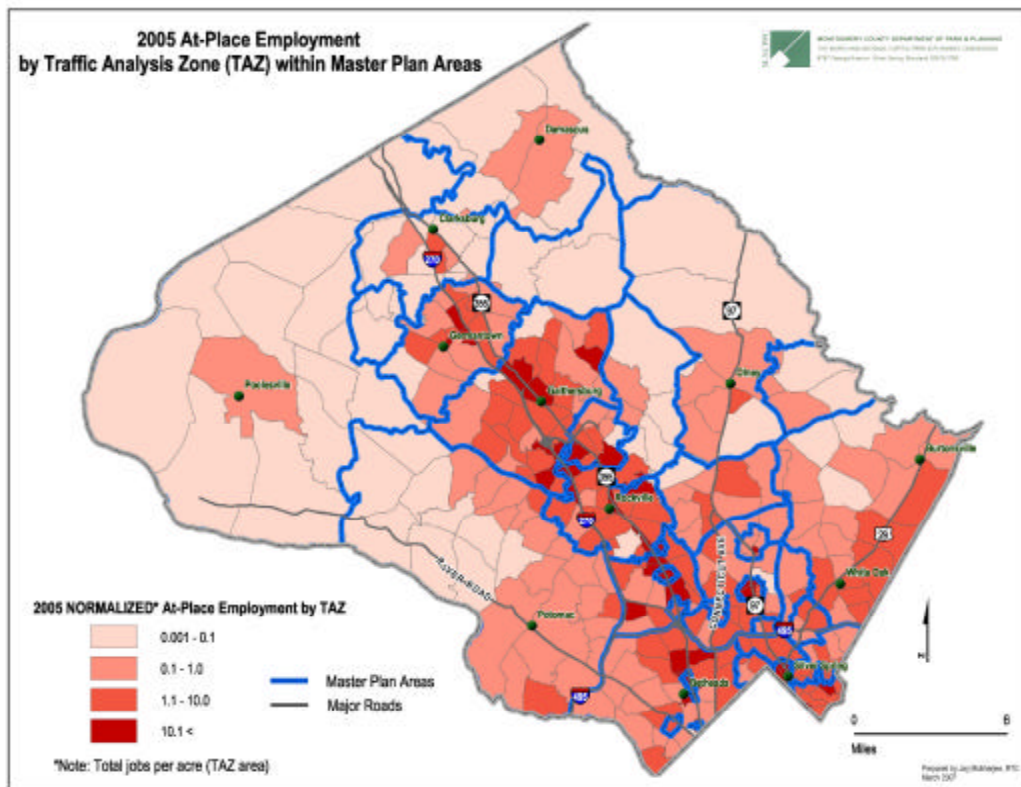 2005 At-Place Employment
by Traffic Analysis Zone (TAZ) within Master Plan Areas
MONTGOMERY COUNTY DEPARTMENT OF PARK & PLANNING
Damascus
Clarksburg
270
355
97
Germantown
Olney
Poolesville
Gaithersburg
Burtonsville
355
Rockville
270
29
CONNECTICUT AVE
White Oak
RIVER ROAD
97
2005 NORMALIZED* At-Place Employment by TAZ
Potomac
495
0.001 - 0.1
Silver Spring
0.1 - 1.0
Master Plan Areas
495
Bethesda
1.1 - 10.0
Major Roads
10.1 <
0 6
Miles
*Note: Total jobs per acre (TAZ area)
March 2007